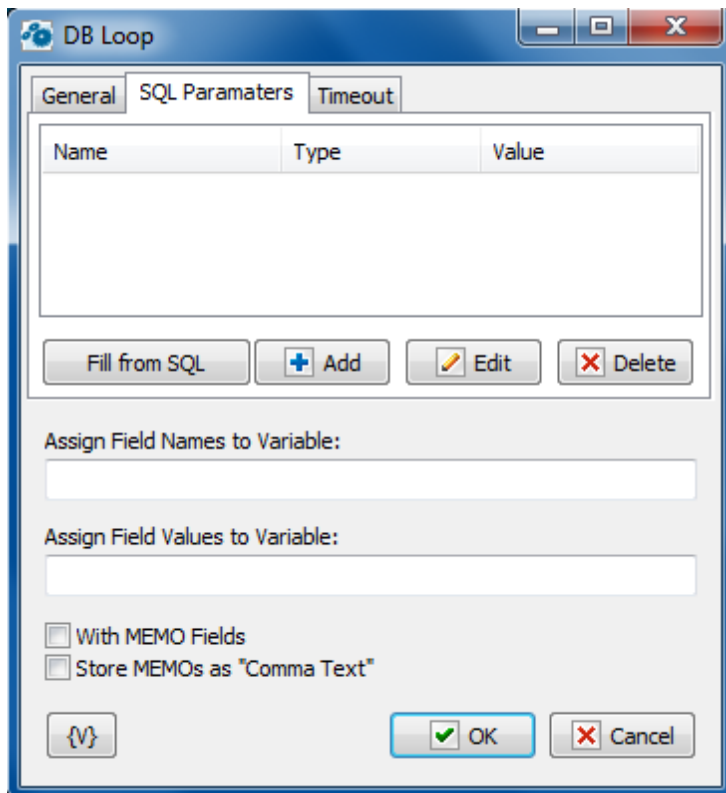 DB Loop
General SQL Paramaters Timeout
Name Type Value
Fill from SQL Add Edit Delete
Assign Field Names to Variable:
Assign Field Values to Variable:
With MEMO Fields
Store MEMOs as "Comma Text"
{V} OK Cancel